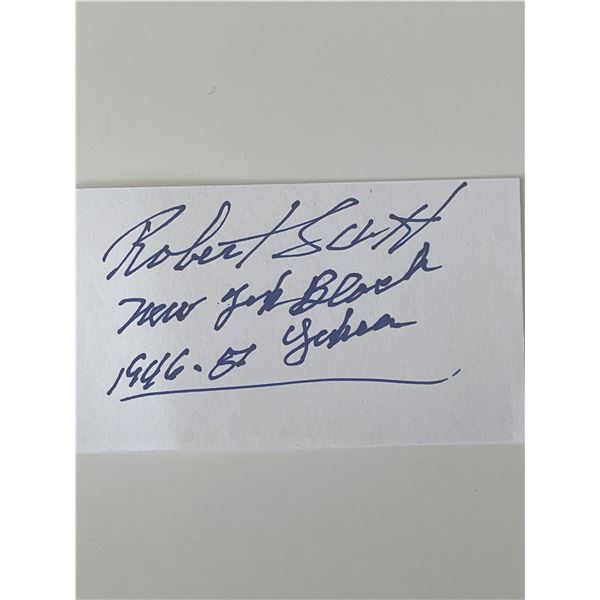 Robert Scott
New York Black
1946-51 Yankees